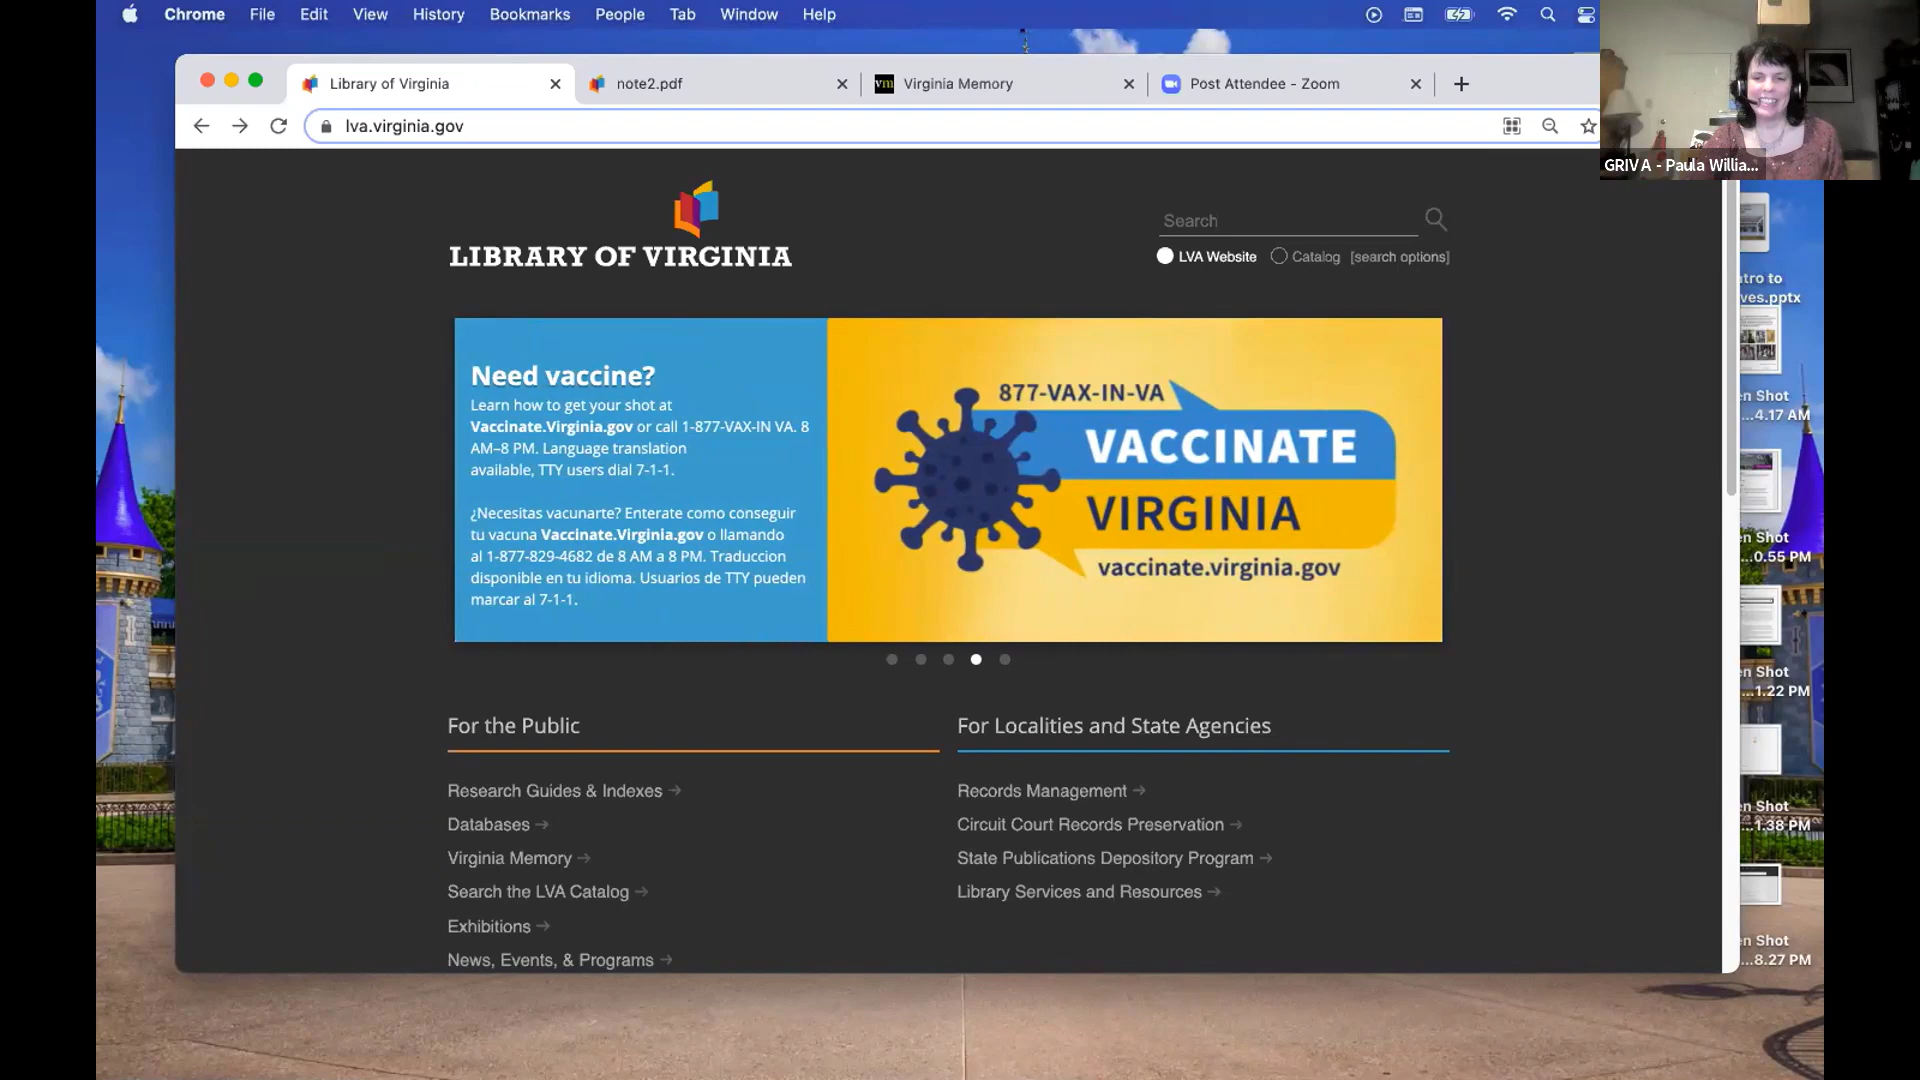 Chrome File Edit View History Bookmarks People Tab Window Help
Library of Virginia
note2.pdf
vm Virginia Memory
Post Attendee - Zoom
lva.virginia.gov
GRIVA - Paula Willia...
LIBRARY OF VIRGINIA
Search
LVA Website Catalog [search options]
Need vaccine?
Learn how to get your shot at
Vaccinate.Virginia.gov or call 1-877-VAX-IN VA. 8
AM–8 PM. Language translation
available, TTY users dial 7-1-1.
¿Necesitas vacunarte? Enterate como conseguir
tu vacuna Vaccinate.Virginia.gov o llamando
al 1-877-829-4682 de 8 AM a 8 PM. Traduccion
disponible en tu idioma. Usuarios de TTY pueden
marcar al 7-1-1.
877-VAX-IN-VA
VACCINATE
VIRGINIA
vaccinate.virginia.gov
For the Public
Research Guides & Indexes
Databases
Virginia Memory
Search the LVA Catalog
Exhibitions
News, Events, & Programs
For Localities and State Agencies
Records Management
Circuit Court Records Preservation
State Publications Depository Program
Library Services and Resources
ntro to
ves.pptx
en Shot
...4.17 AM
en Shot
...0.55 PM
en Shot
...1.22 PM
en Shot
...1.38 PM
en Shot
...8.27 PM